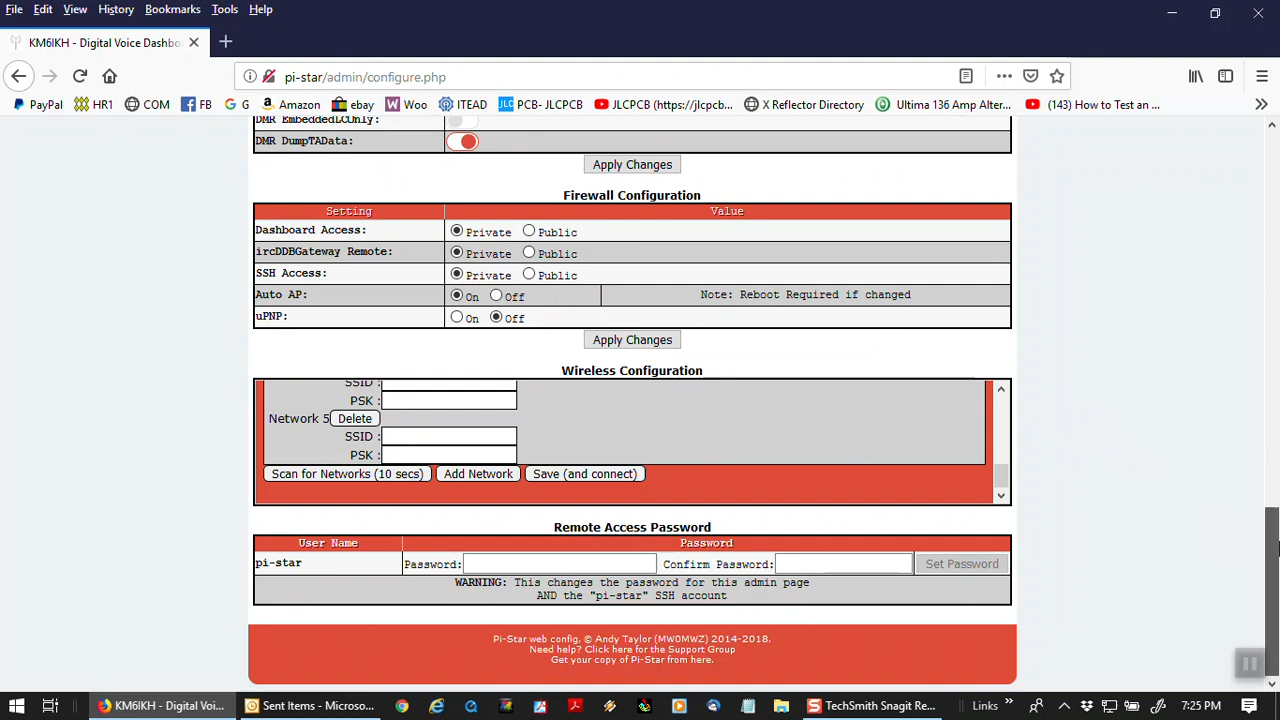 File Edit View History Bookmarks Tools Help
KM6IKH - Digital Voice Dashbo
pi-star/admin/configure.php
PayPal HR1 COM FB G Amazon ebay Woo ITEAD PCB- JLCPCB JLCPCB (https://jlcpcb... X Reflector Directory Ultima 136 Amp Alter... (143) How to Test an ...
DMR EmbeddedLCOnly:
DMR DumpTAData:
Apply Changes
Firewall Configuration
Setting Value
Dashboard Access: Private Public
ircDDBGateway Remote: Private Public
SSH Access: Private Public
Auto AP: On Off Note: Reboot Required if changed
uPNP: On Off
Apply Changes
Wireless Configuration
SSID :
PSK :
Network 5 Delete
SSID :
PSK :
Scan for Networks (10 secs) Add Network Save (and connect)
Remote Access Password
User Name Password
pi-star Password: Confirm Password: Set Password
WARNING: This changes the password for this admin page
AND the "pi-star" SSH account
Pi-Star web config, © Andy Taylor (MW0MWZ) 2014-2018.
Need help? Click here for the Support Group
Get your copy of Pi-Star from here.
KM6IKH - Digital Voi... Sent Items - Microso... TechSmith Snagit Re... Links » 7:25 PM